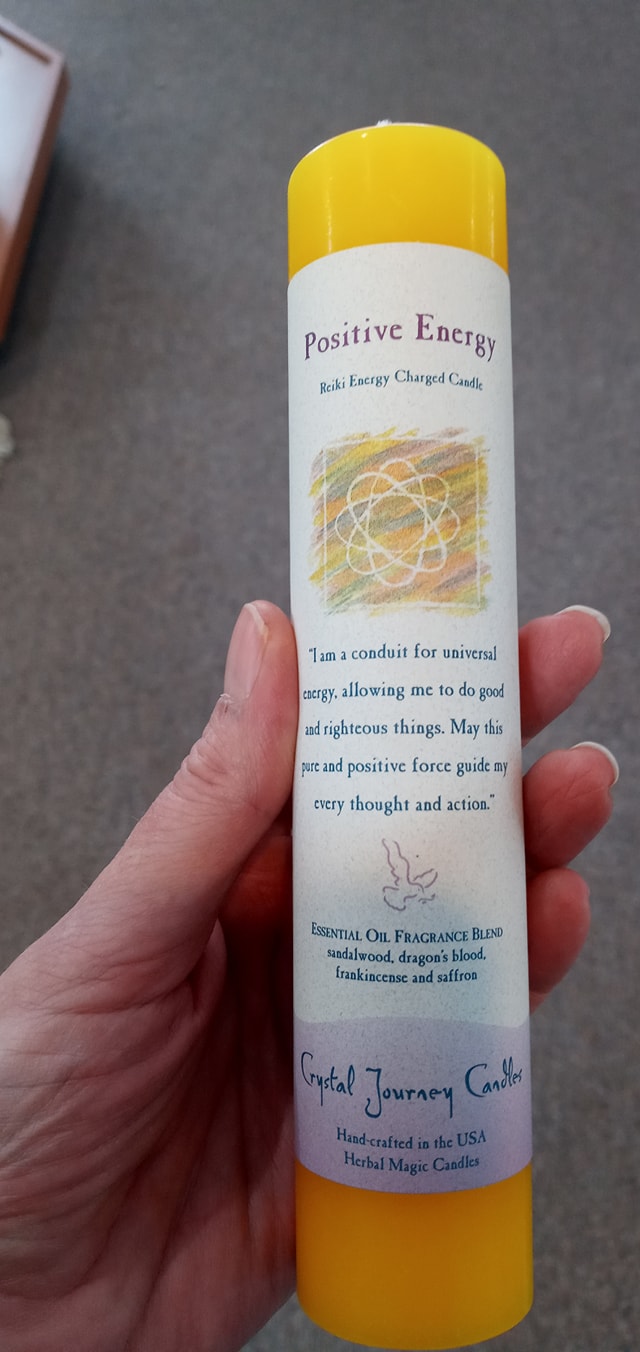 Positive Energy
Reiki Energy Charged Candle
"I am a conduit for universal
energy, allowing me to do good
and righteous things. May this
pure and positive force guide my
every thought and action."
ESSENTIAL OIL FRAGRANCE BLEND
sandalwood, dragon's blood,
frankincense and saffron
Crystal Journey Candles
Hand-crafted in the USA
Herbal Magic Candles